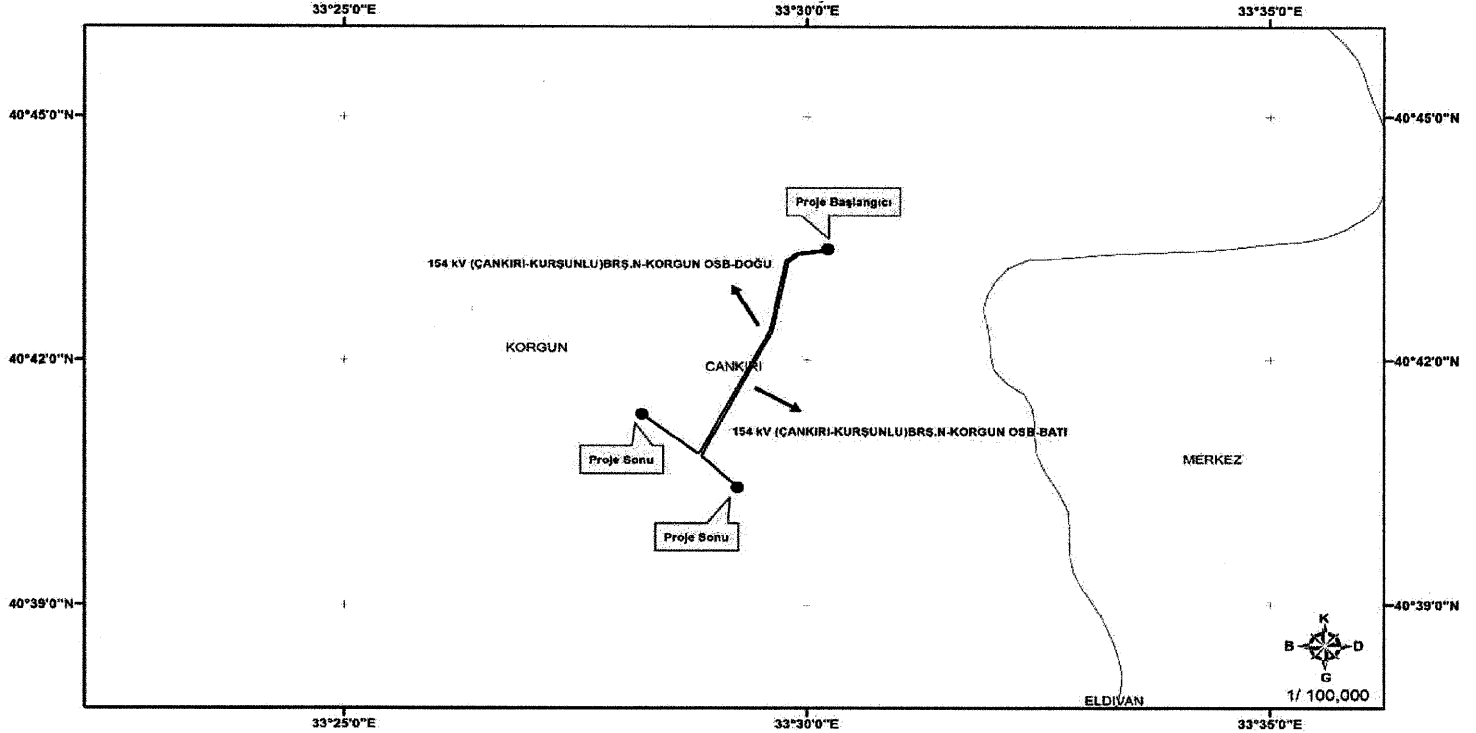 33°25'0"E
33°30'0"E
33°35'0"E
40°45'0"N
40°45'0"N
Proje Başlangıcı
154 kV (ÇANKIRI-KURŞUNLU)BRŞ.N-KORGUN OSB-DOĞU
KORGUN
40°42'0"N
40°42'0"N
CANKIRI
154 kV (ÇANKIRI-KURŞUNLU)BRŞ.N-KORGUN OSB-BATI
Proje Sonu
MERKEZ
Proje Sonu
40°39'0"N
40°39'0"N
K
B
D
G
1/ 100,000
ELDIVAN
33°25'0"E
33°30'0"E
33°35'0"E